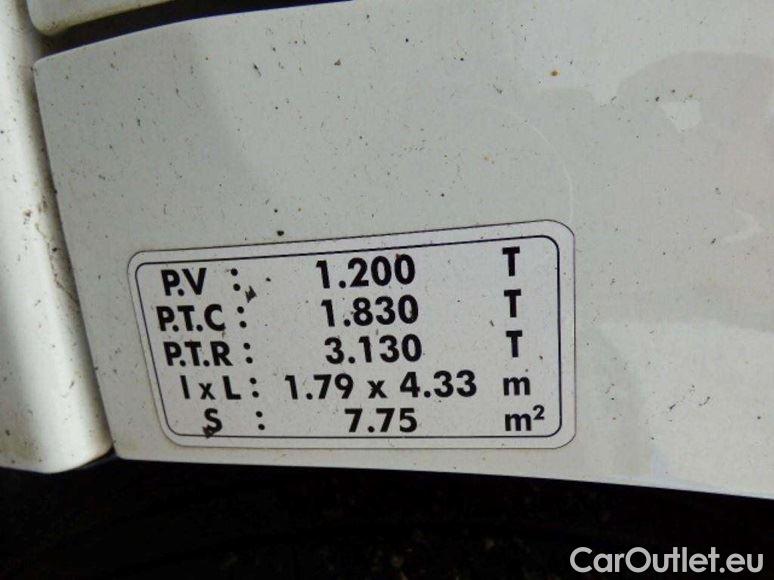 P.V : 1.200 T
P.T.C : 1.830 T
P.T.R : 3.130 T
l x L : 1.79 x 4.33 m
S : 7.75 m²
CarOutlet.eu